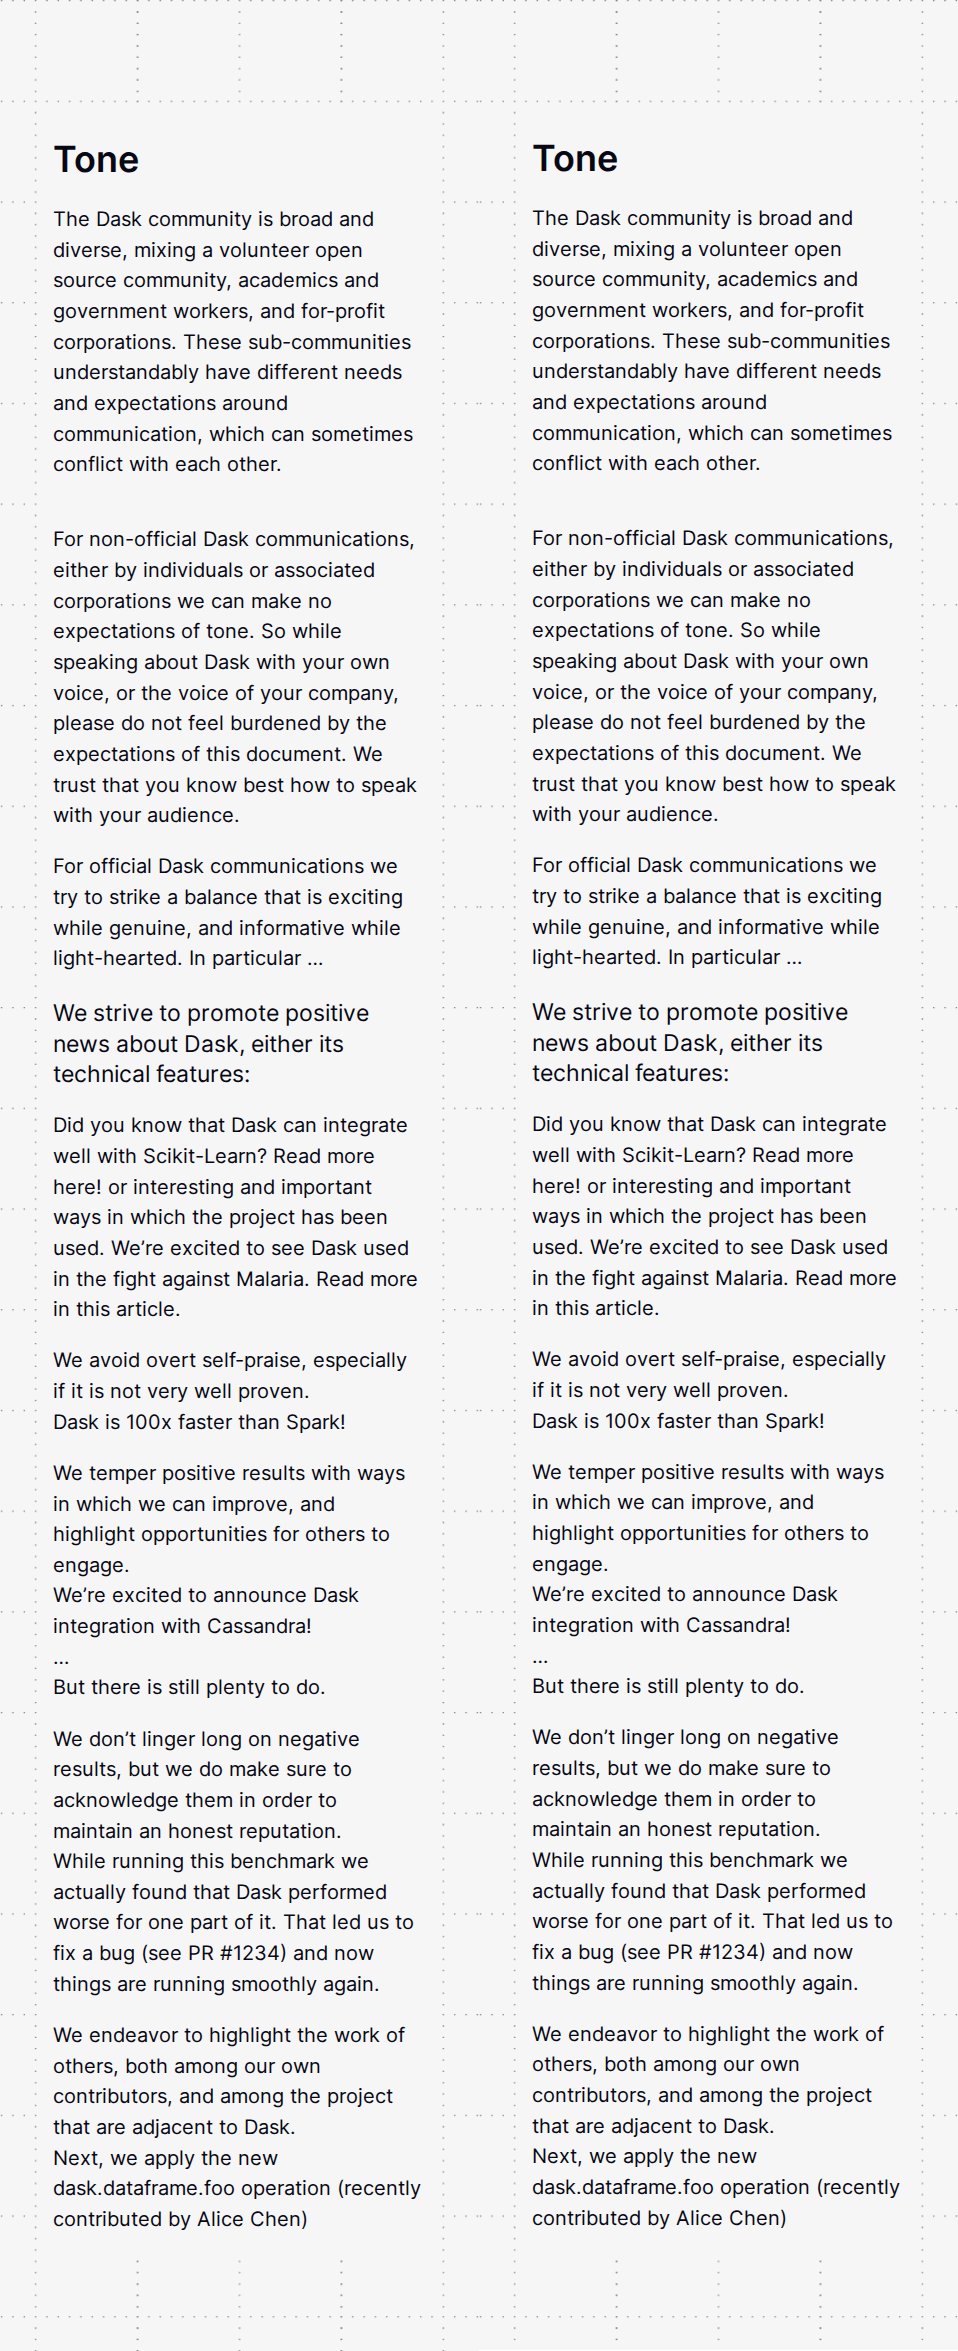 Tone
The Dask community is broad and
diverse, mixing a volunteer open
source community, academics and
government workers, and for-profit
corporations. These sub-communities
understandably have different needs
and expectations around
communication, which can sometimes
conflict with each other.
For non-official Dask communications,
either by individuals or associated
corporations we can make no
expectations of tone. So while
speaking about Dask with your own
voice, or the voice of your company,
please do not feel burdened by the
expectations of this document. We
trust that you know best how to speak
with your audience.
For official Dask communications we
try to strike a balance that is exciting
while genuine, and informative while
light-hearted. In particular ...
We strive to promote positive
news about Dask, either its
technical features:
Did you know that Dask can integrate
well with Scikit-Learn? Read more
here! or interesting and important
ways in which the project has been
used. We’re excited to see Dask used
in the fight against Malaria. Read more
in this article.
We avoid overt self-praise, especially
if it is not very well proven.
Dask is 100x faster than Spark!
We temper positive results with ways
in which we can improve, and
highlight opportunities for others to
engage.
We’re excited to announce Dask
integration with Cassandra!
...
But there is still plenty to do.
We don’t linger long on negative
results, but we do make sure to
acknowledge them in order to
maintain an honest reputation.
While running this benchmark we
actually found that Dask performed
worse for one part of it. That led us to
fix a bug (see PR #1234) and now
things are running smoothly again.
We endeavor to highlight the work of
others, both among our own
contributors, and among the project
that are adjacent to Dask.
Next, we apply the new
dask.dataframe.foo operation (recently
contributed by Alice Chen)
Tone
The Dask community is broad and
diverse, mixing a volunteer open
source community, academics and
government workers, and for-profit
corporations. These sub-communities
understandably have different needs
and expectations around
communication, which can sometimes
conflict with each other.
For non-official Dask communications,
either by individuals or associated
corporations we can make no
expectations of tone. So while
speaking about Dask with your own
voice, or the voice of your company,
please do not feel burdened by the
expectations of this document. We
trust that you know best how to speak
with your audience.
For official Dask communications we
try to strike a balance that is exciting
while genuine, and informative while
light-hearted. In particular ...
We strive to promote positive
news about Dask, either its
technical features:
Did you know that Dask can integrate
well with Scikit-Learn? Read more
here! or interesting and important
ways in which the project has been
used. We’re excited to see Dask used
in the fight against Malaria. Read more
in this article.
We avoid overt self-praise, especially
if it is not very well proven.
Dask is 100x faster than Spark!
We temper positive results with ways
in which we can improve, and
highlight opportunities for others to
engage.
We’re excited to announce Dask
integration with Cassandra!
...
But there is still plenty to do.
We don’t linger long on negative
results, but we do make sure to
acknowledge them in order to
maintain an honest reputation.
While running this benchmark we
actually found that Dask performed
worse for one part of it. That led us to
fix a bug (see PR #1234) and now
things are running smoothly again.
We endeavor to highlight the work of
others, both among our own
contributors, and among the project
that are adjacent to Dask.
Next, we apply the new
dask.dataframe.foo operation (recently
contributed by Alice Chen)